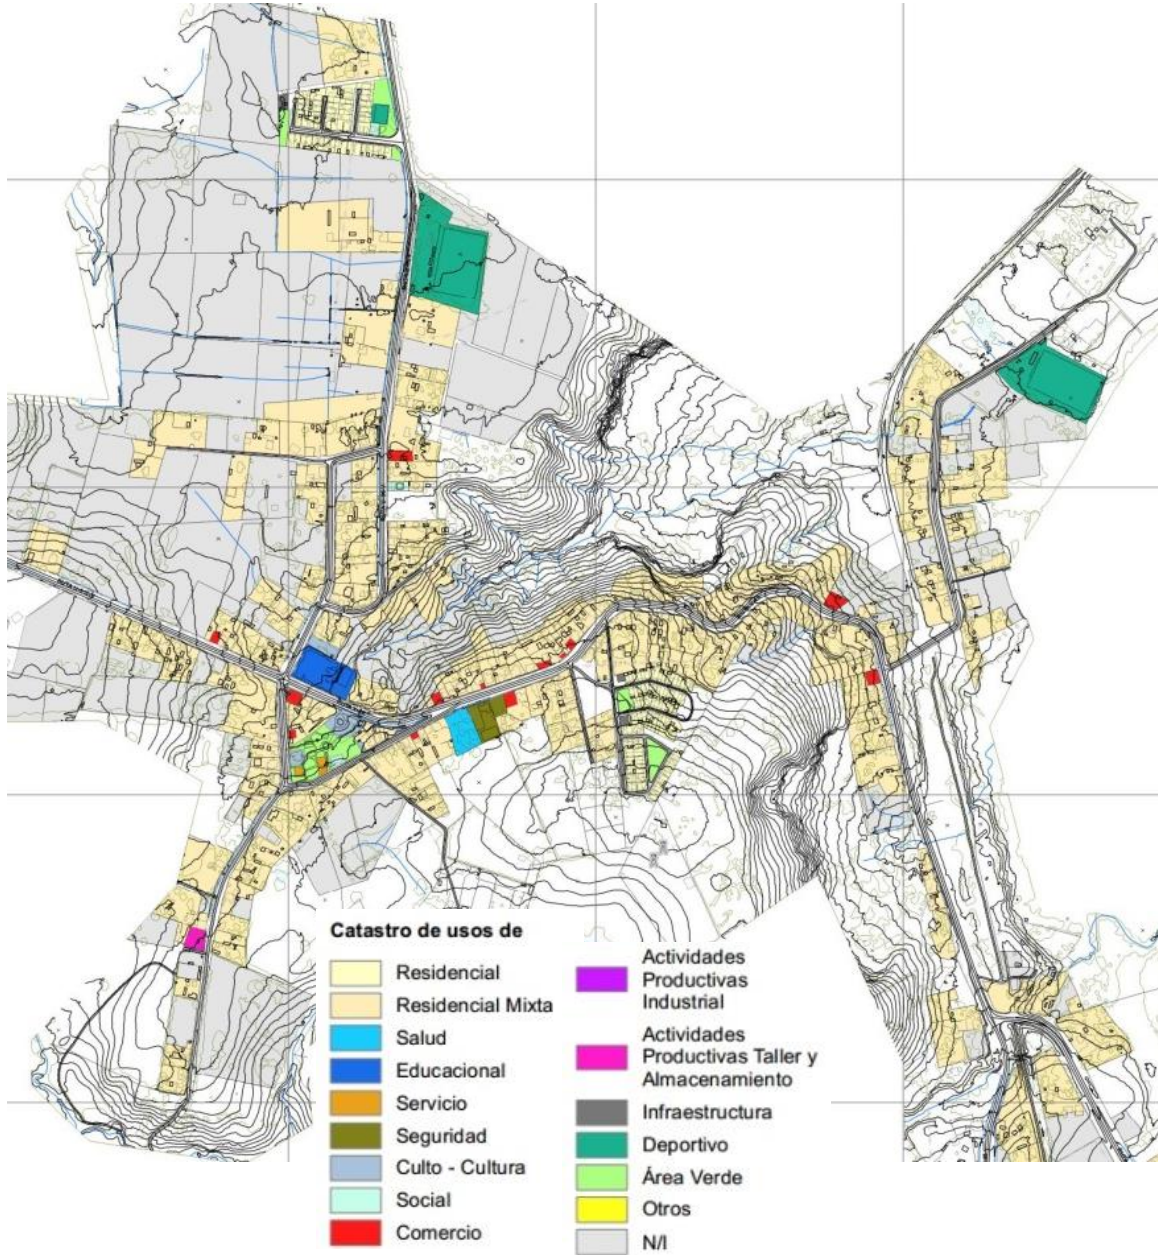 Catastro de usos de
Residencial
Residencial Mixta
Salud
Educacional
Servicio
Seguridad
Culto - Cultura
Social
Comercio
Actividades
Productivas
Industrial
Actividades
Productivas Taller y
Almacenamiento
Infraestructura
Deportivo
Área Verde
Otros
N/I